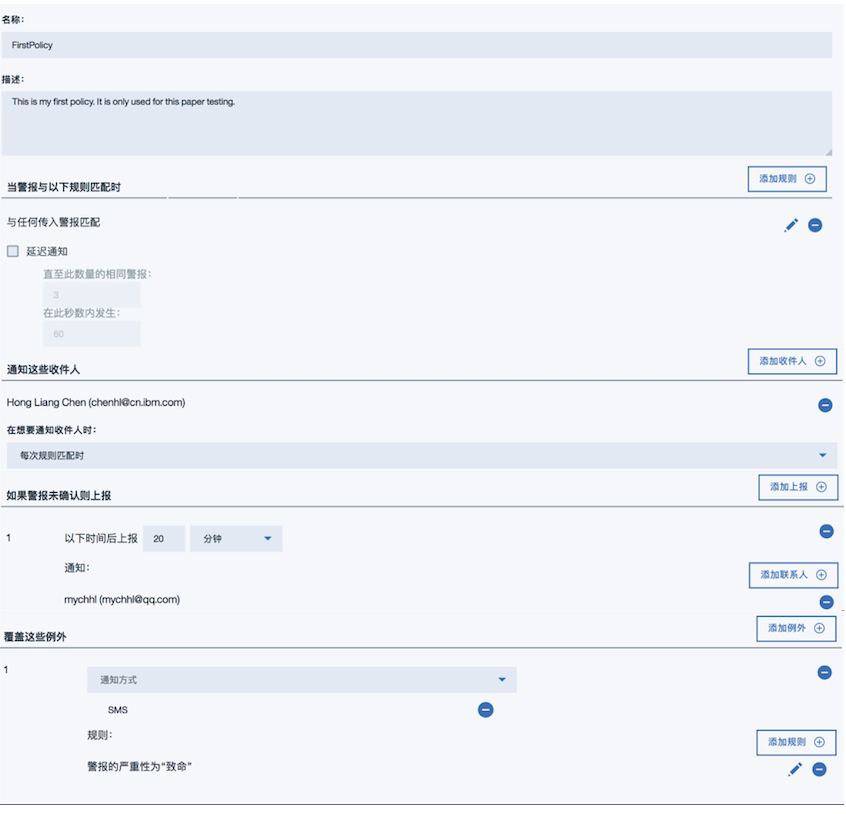 名称：
FirstPolicy
描述：
This is my first policy. It is only used for this paper testing.
当警报与以下规则匹配时
添加规则
与任何传入警报匹配
延迟通知
直至此数量的相同警报：
3
在此秒数内发生：
60
通知这些收件人
添加收件人
Hong Liang Chen (chenhl@cn.ibm.com)
在想要通知收件人时：
每次规则匹配时
如果警报未确认则上报
添加上报
1 以下时间后上报 20 分钟
通知：
添加联系人
mychhl (mychhl@qq.com)
覆盖这些例外
添加例外
1
通知方式
SMS
规则：
添加规则
警报的严重性为“致命”